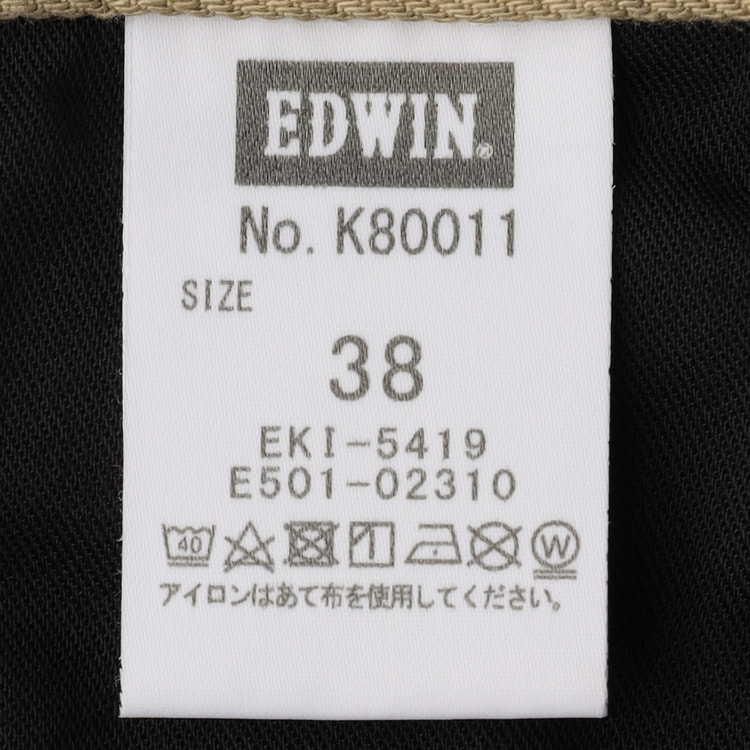 EDWIN®
No. K80011
SIZE
38
EKI-5419
E501-02310
40 W
アイロンはあて布を使用してください。